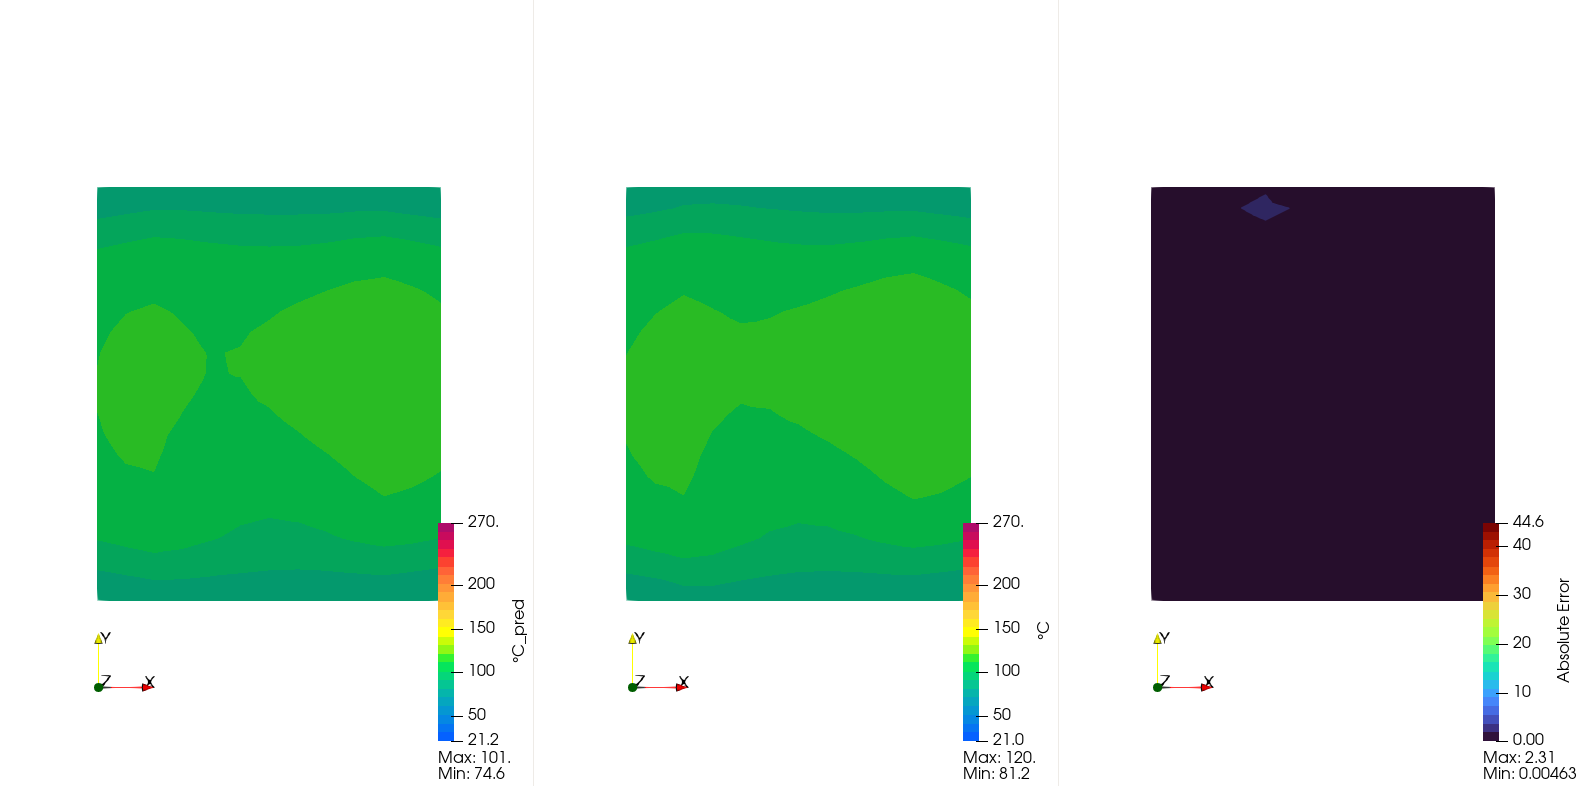 270.
200
150
100
50
21.2
°C_pred
Max: 101.
Min: 74.6
Y
Z
X
270.
200
150
100
50
21.0
°C
Max: 120.
Min: 81.2
Y
Z
X
44.6
40
30
20
10
0.00
Absolute Error
Max: 2.31
Min: 0.00463
Y
Z
X